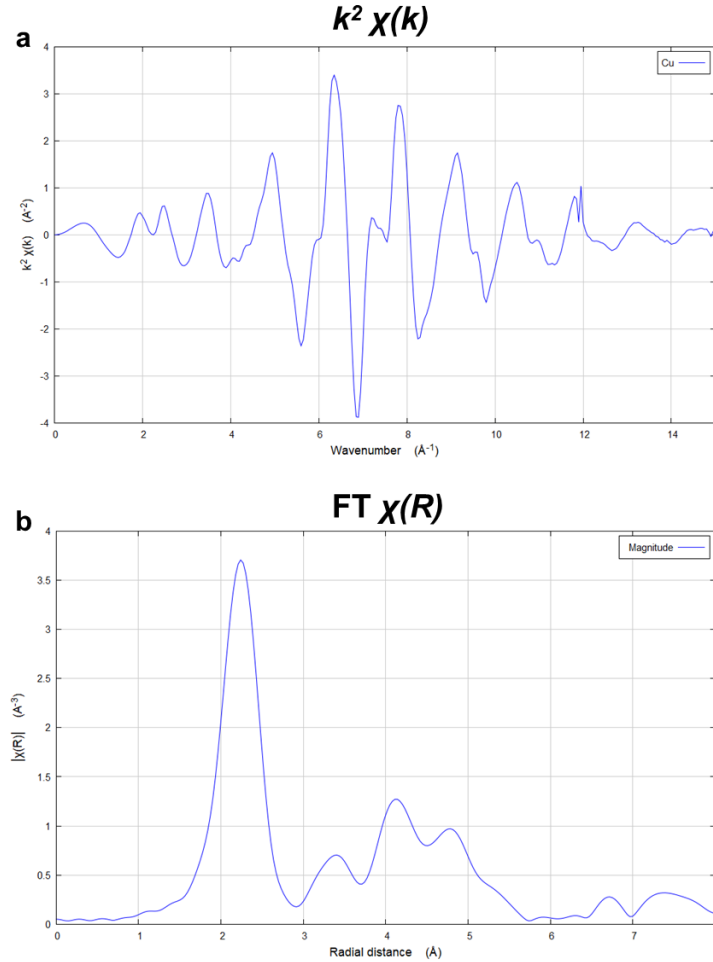 k² χ(k)
a
4
Cu
3
2
1
0
-1
-2
-3
-4
k² χ(k) (A⁻²)
0 2 4 6 8 10 12 14
Wavenumber (Å⁻¹)
FT χ(R)
b
4
Magnitude
3.5
3
2.5
2
1.5
1
0.5
0
|χ(R)| (A⁻³)
0 1 2 3 4 5 6 7
Radial distance (Å)